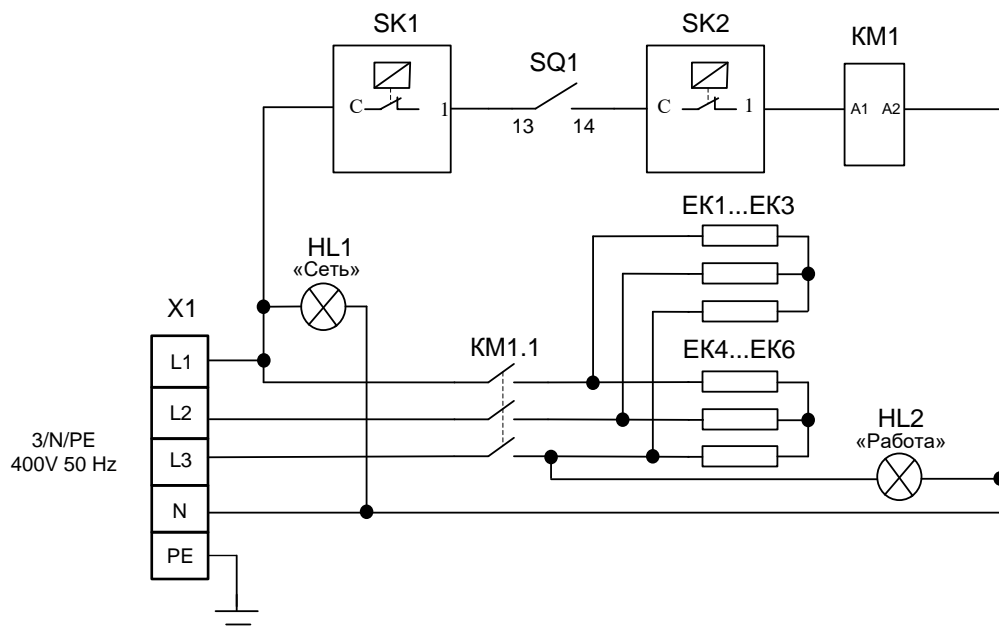 SK1
SK2
KM1
SQ1
C
1
13
14
C
1
A1
A2
EK1...EK3
HL1
«Сеть»
X1
KM1.1
EK4...EK6
L1
L2
HL2
«Работа»
3/N/PE
400V 50 Hz
L3
N
PE